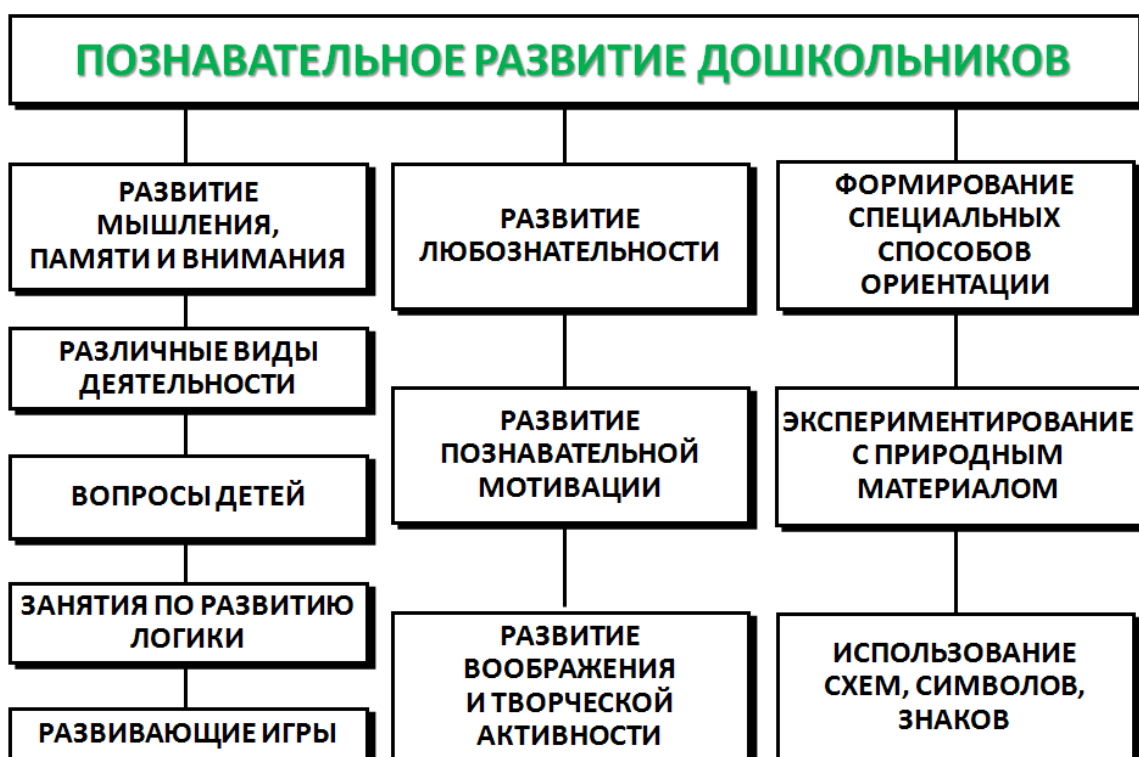 ПОЗНАВАТЕЛЬНОЕ РАЗВИТИЕ ДОШКОЛЬНИКОВ
РАЗВИТИЕ
МЫШЛЕНИЯ,
ПАМЯТИ И ВНИМАНИЯ
РАЗЛИЧНЫЕ ВИДЫ
ДЕЯТЕЛЬНОСТИ
ВОПРОСЫ ДЕТЕЙ
ЗАНЯТИЯ ПО РАЗВИТИЮ
ЛОГИКИ
РАЗВИВАЮЩИЕ ИГРЫ
РАЗВИТИЕ
ЛЮБОЗНАТЕЛЬНОСТИ
РАЗВИТИЕ
ПОЗНАВАТЕЛЬНОЙ
МОТИВАЦИИ
РАЗВИТИЕ
ВООБРАЖЕНИЯ
И ТВОРЧЕСКОЙ
АКТИВНОСТИ
ФОРМИРОВАНИЕ
СПЕЦИАЛЬНЫХ
СПОСОБОВ
ОРИЕНТАЦИИ
ЭКСПЕРИМЕНТИРОВАНИЕ
С ПРИРОДНЫМ
МАТЕРИАЛОМ
ИСПОЛЬЗОВАНИЕ
СХЕМ, СИМВОЛОВ,
ЗНАКОВ